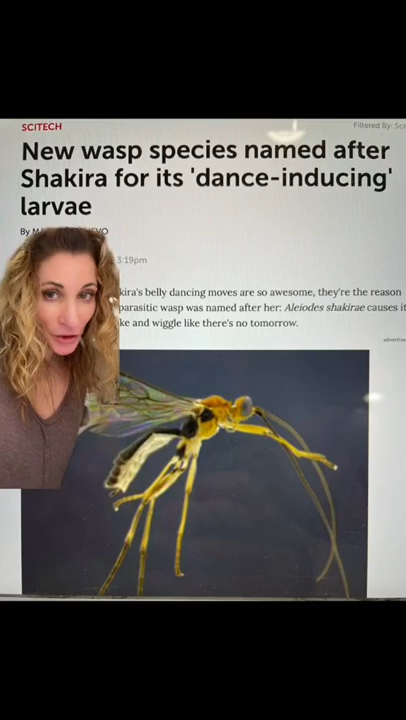 SCITECH
Filtered By: Sci
New wasp species named after
Shakira for its 'dance-inducing'
larvae
By M
3:19pm
kira's belly dancing moves are so awesome, they're the reason
parasitic wasp was named after her: Aleiodes shakirae causes it
ke and wiggle like there's no tomorrow.
advertise